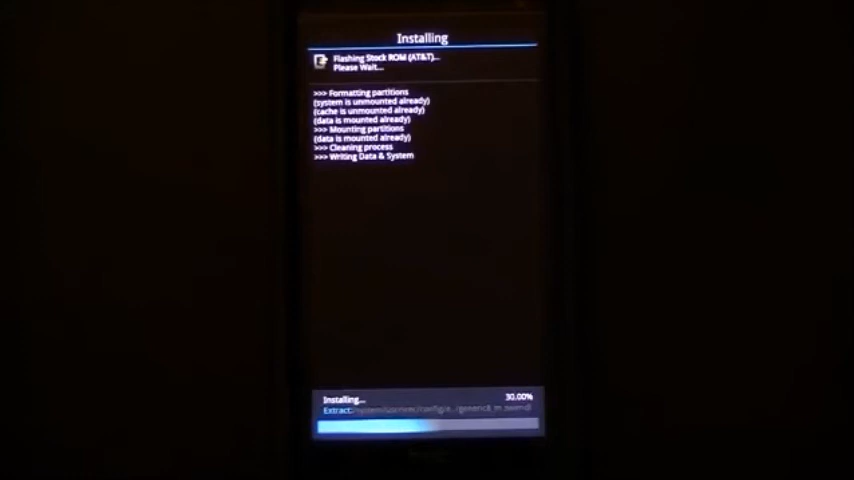 Installing
Flashing Stock ROM (AT&T)...
Please Wait...
>>> Formatting partitions
(system is unmounted already)
(cache is unmounted already)
(data is mounted already)
>>> Mounting partitions
(data is mounted already)
>>> Cleaning process
>>> Writing Data & System
Installing... 30.00%
Extract: